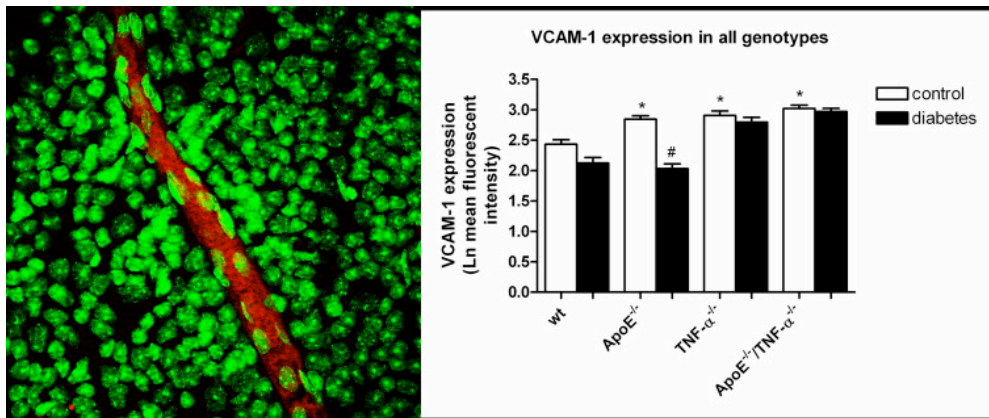 VCAM-1 expression in all genotypes
VCAM-1 expression
(Ln mean fluorescent
intensity)
3.5
3.0
2.5
2.0
1.5
1.0
0.5
0.0
*
*
*
#
control
diabetes
wt
ApoE-/-
TNF-α-/-
ApoE-/-/TNF-α-/-